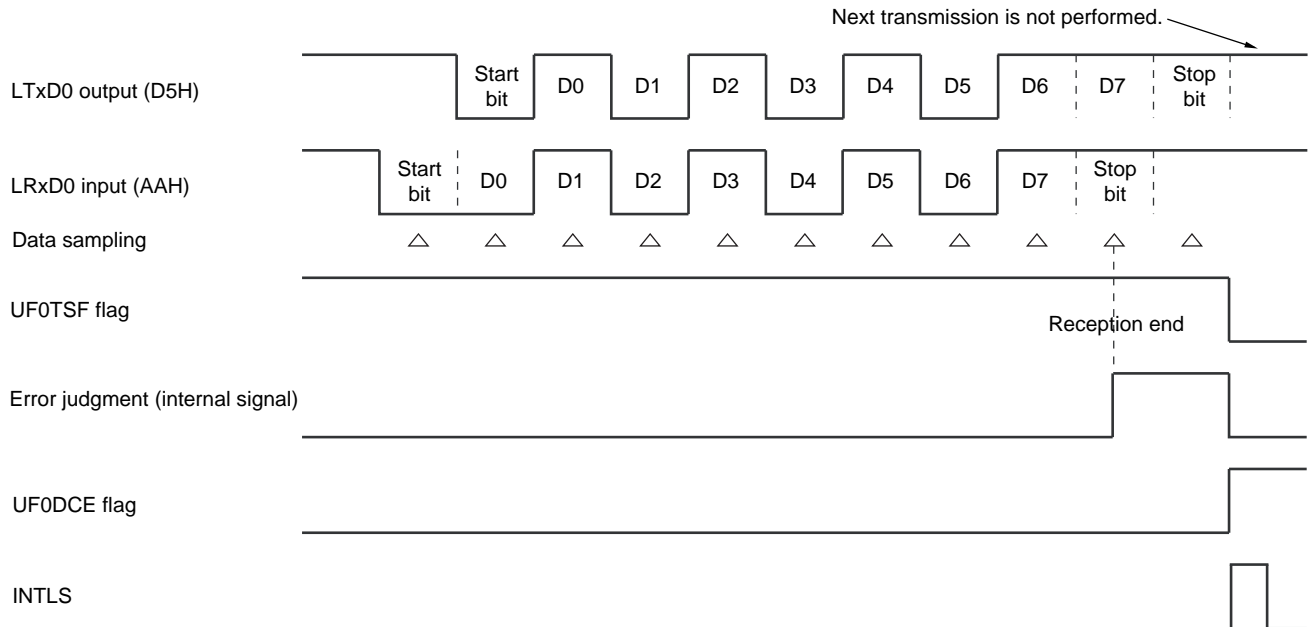 Next transmission is not performed.
LTxD0 output (D5H)
Start bit D0 D1 D2 D3 D4 D5 D6 D7 Stop bit
LRxD0 input (AAH)
Start bit D0 D1 D2 D3 D4 D5 D6 D7 Stop bit
Data sampling
UF0TSF flag
Reception end
Error judgment (internal signal)
UF0DCE flag
INTLS